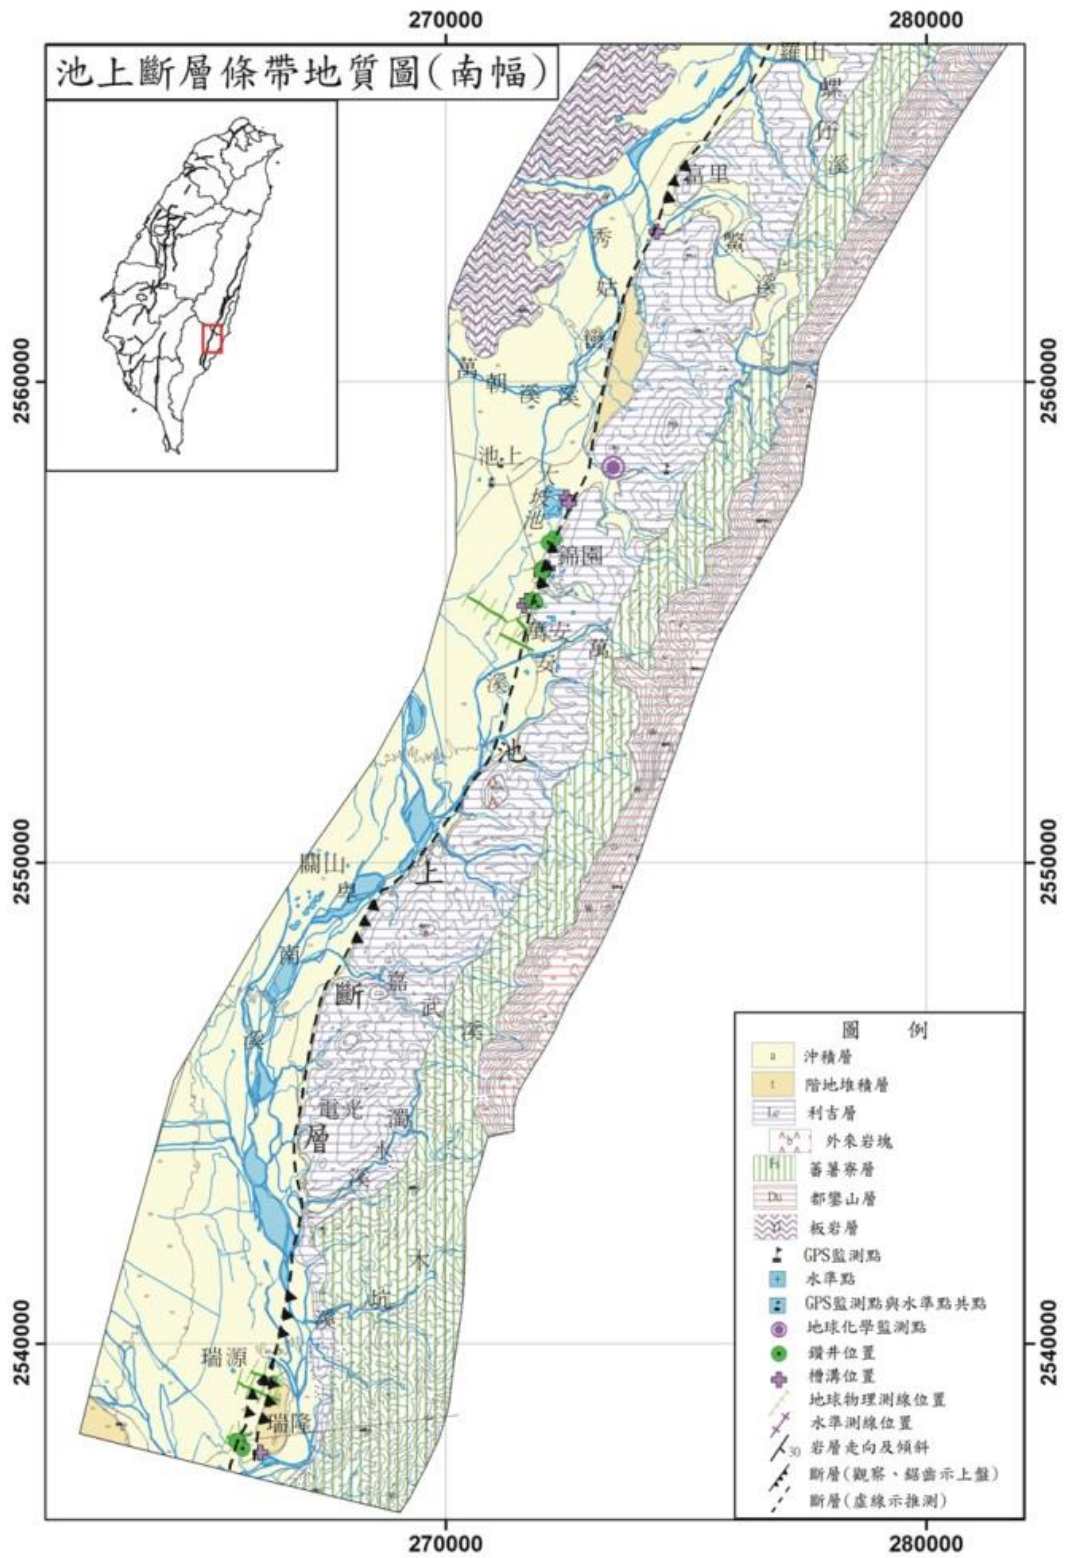 270000
280000
池上斷層條帶地質圖(南幅)
羅山
螺
仔
溪
富里
秀
姑
巒
溪
鱉
溪
2560000
2560000
萬
朝
溪
池上
大
坡
池
錦園
萬安
萬
安
溪
池
2550000
2550000
關山
上
卑
南
溪
斷
嘉
武
溪
電光
層
濁
水
溪
木
坑
溪
2540000
2540000
瑞源
瑞隆
圖 例
a 沖積層
t 階地堆積層
Lc 利吉層
b 外來岩塊
Fs 蕃薯寮層
Du 都鑾山層
板岩層
GPS監測點
水準點
GPS監測點與水準點共點
地球化學監測點
鑽井位置
槽溝位置
地球物理測線位置
水準測線位置
30 岩層走向及傾斜
斷層(觀察、鋸齒示上盤)
斷層(虛線示推測)
270000
280000